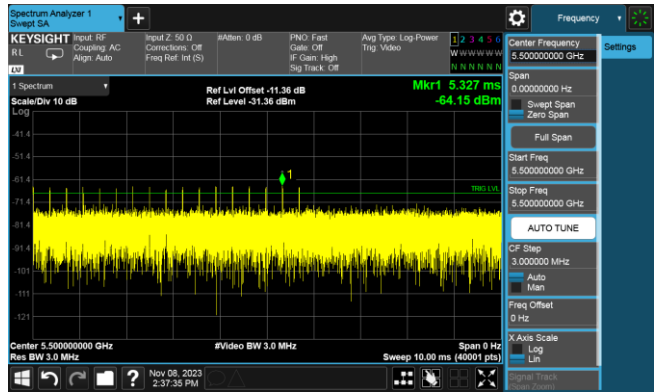 Spectrum Analyzer 1
Swept SA
+
Frequency
KEYSIGHT Input: RF Input Z: 50 Ω #Atten: 0 dB PNO: Fast Avg Type: Log-Power 1 2 3 4 5 6
RL Coupling: AC Corrections: Off Gate: Off Trig: Video W W W W W W
Align: Auto Freq Ref: Int (S) IF Gain: High
Sig Track: Off N N N N N N
Center Frequency
5.50000000 GHz
Settings
Span
0.00000000 Hz
Swept Span
Zero Span
Full Span
Start Freq
5.500000000 GHz
Stop Freq
5.500000000 GHz
AUTO TUNE
CF Step
3.000000 MHz
Auto
Man
Freq Offset
0 Hz
X Axis Scale
Log
Lin
Signal Track
(Span Zoom)
1 Spectrum
Scale/Div 10 dB
Log
Ref Lvl Offset -11.36 dB
Ref Level -31.36 dBm
Mkr1 5.327 ms
-64.15 dBm
-41.4
-51.4
-61.4
-71.4
-81.4
-91.4
-101
-111
-121
1
TRIG LVL
Center 5.500000000 GHz #Video BW 3.0 MHz Span 0 Hz
Res BW 3.0 MHz Sweep 10.00 ms (40001 pts)
?
Nov 08, 2023
2:37:35 PM